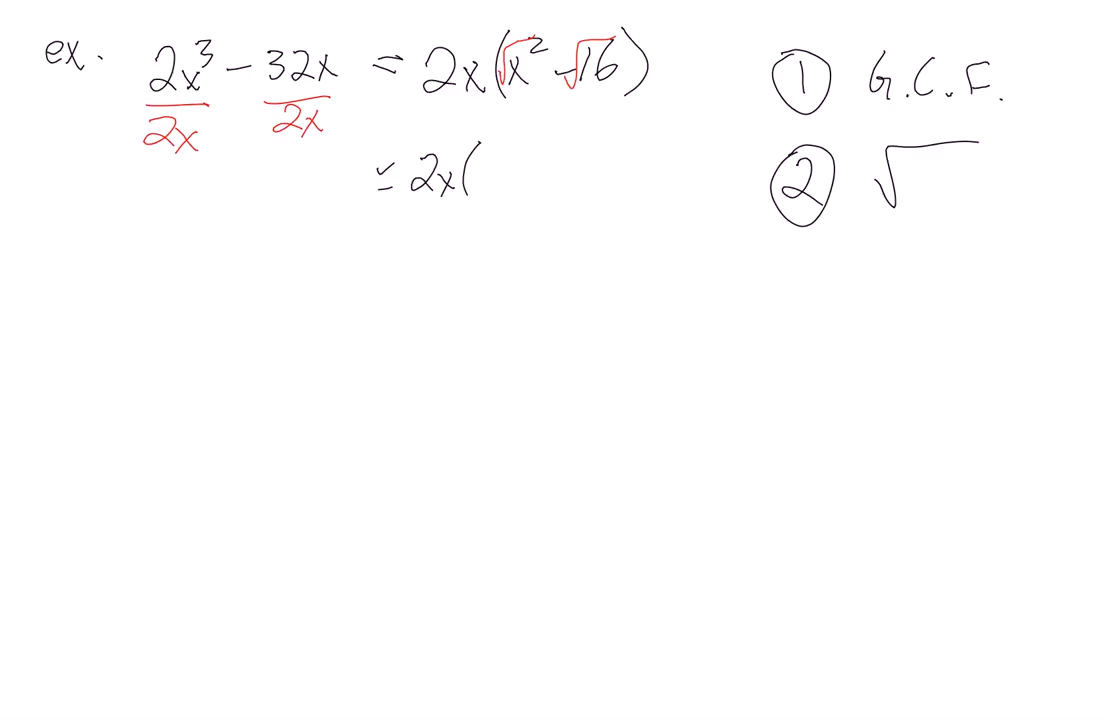 ex. 2x³ − 32x = 2x(√x² − √16)
2x 2x
= 2x(
① G.C.F.
② √